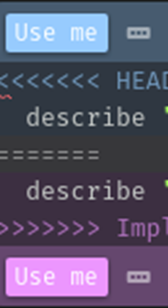 Use me
<<<<<<< HEAD
describe
=======
describe
>>>>>>> Impl
Use me